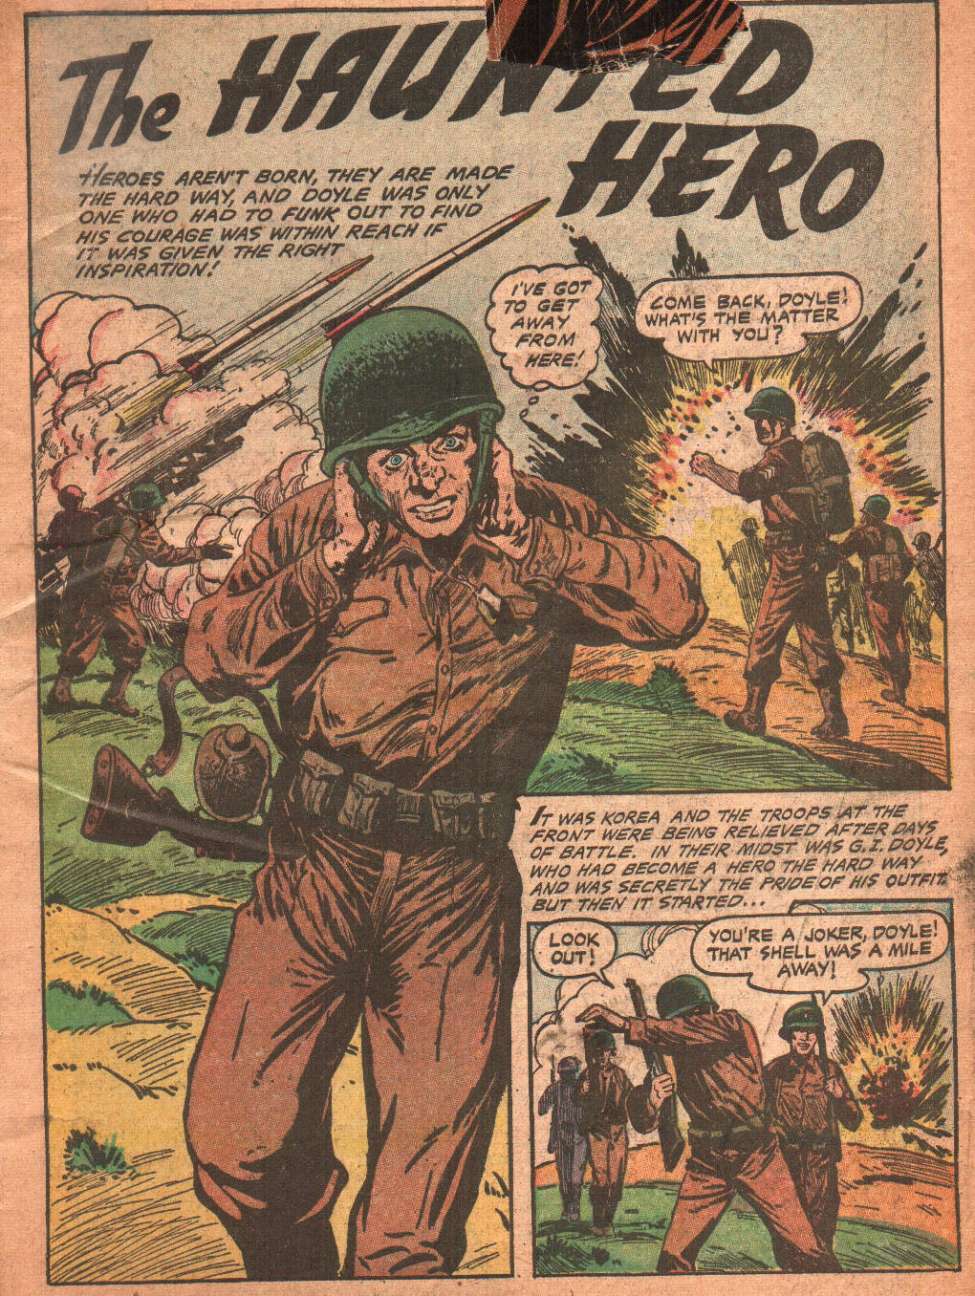 The HAUNTED
HERO
HEROES AREN'T BORN, THEY ARE MADE
THE HARD WAY, AND DOYLE WAS ONLY
ONE WHO HAD TO FUNK OUT TO FIND
HIS COURAGE WAS WITHIN REACH IF
IT WAS GIVEN THE RIGHT
INSPIRATION!
I'VE GOT
TO GET
AWAY
FROM
HERE!
COME BACK, DOYLE!
WHAT'S THE MATTER
WITH YOU?
IT WAS KOREA AND THE TROOPS AT THE
FRONT WERE BEING RELIEVED AFTER DAYS
OF BATTLE. IN THEIR MIDST WAS G.I. DOYLE,
WHO HAD BECOME A HERO THE HARD WAY
AND WAS SECRETLY THE PRIDE OF HIS OUTFIT.
BUT THEN IT STARTED...
LOOK
OUT!
YOU'RE A JOKER, DOYLE!
THAT SHELL WAS A MILE
AWAY!